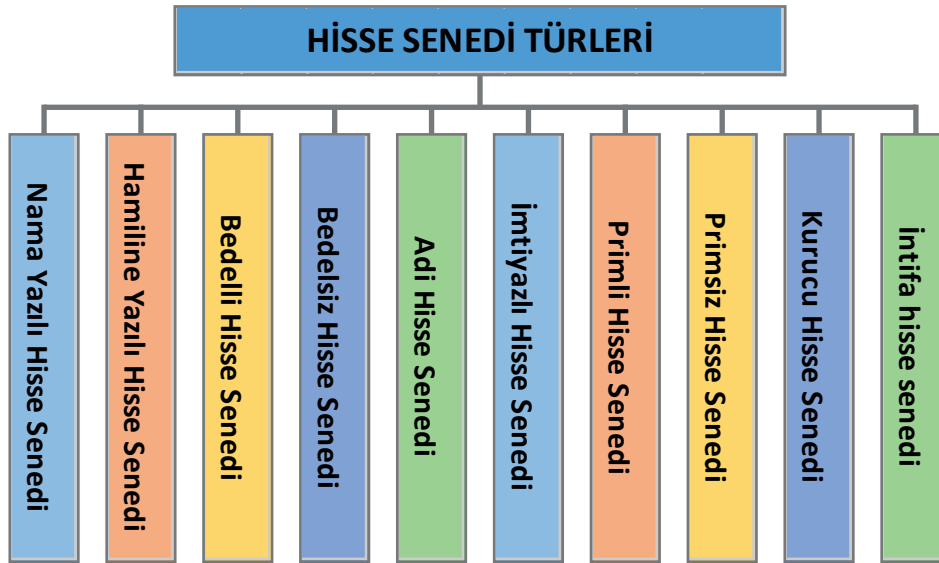 HİSSE SENEDİ TÜRLERİ
Nama Yazılı Hisse Senedi
Hamiline Yazılı Hisse Senedi
Bedelli Hisse Senedi
Bedelsiz Hisse Senedi
Adi Hisse Senedi
İmtiyazlı Hisse Senedi
Primli Hisse Senedi
Primsiz Hisse Senedi
Kurucu Hisse Senedi
İntifa hisse senedi